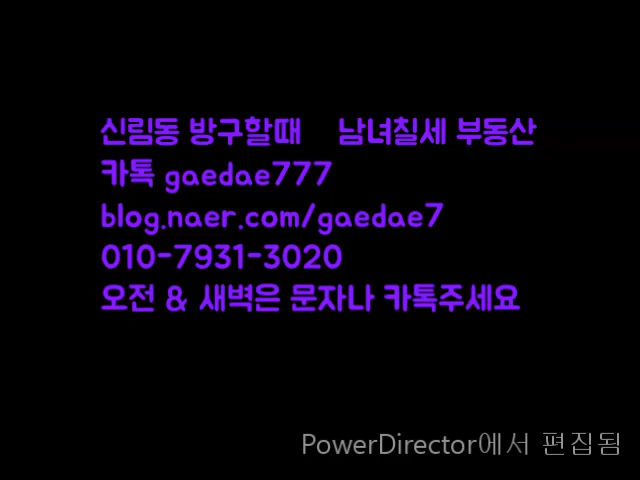 신림동 방구할때 남녀칠세 부동산
카톡 gaedae777
blog.naer.com/gaedae7
010-7931-3020
오전 & 새벽은 문자나 카톡주세요
PowerDirector에서 편집됨